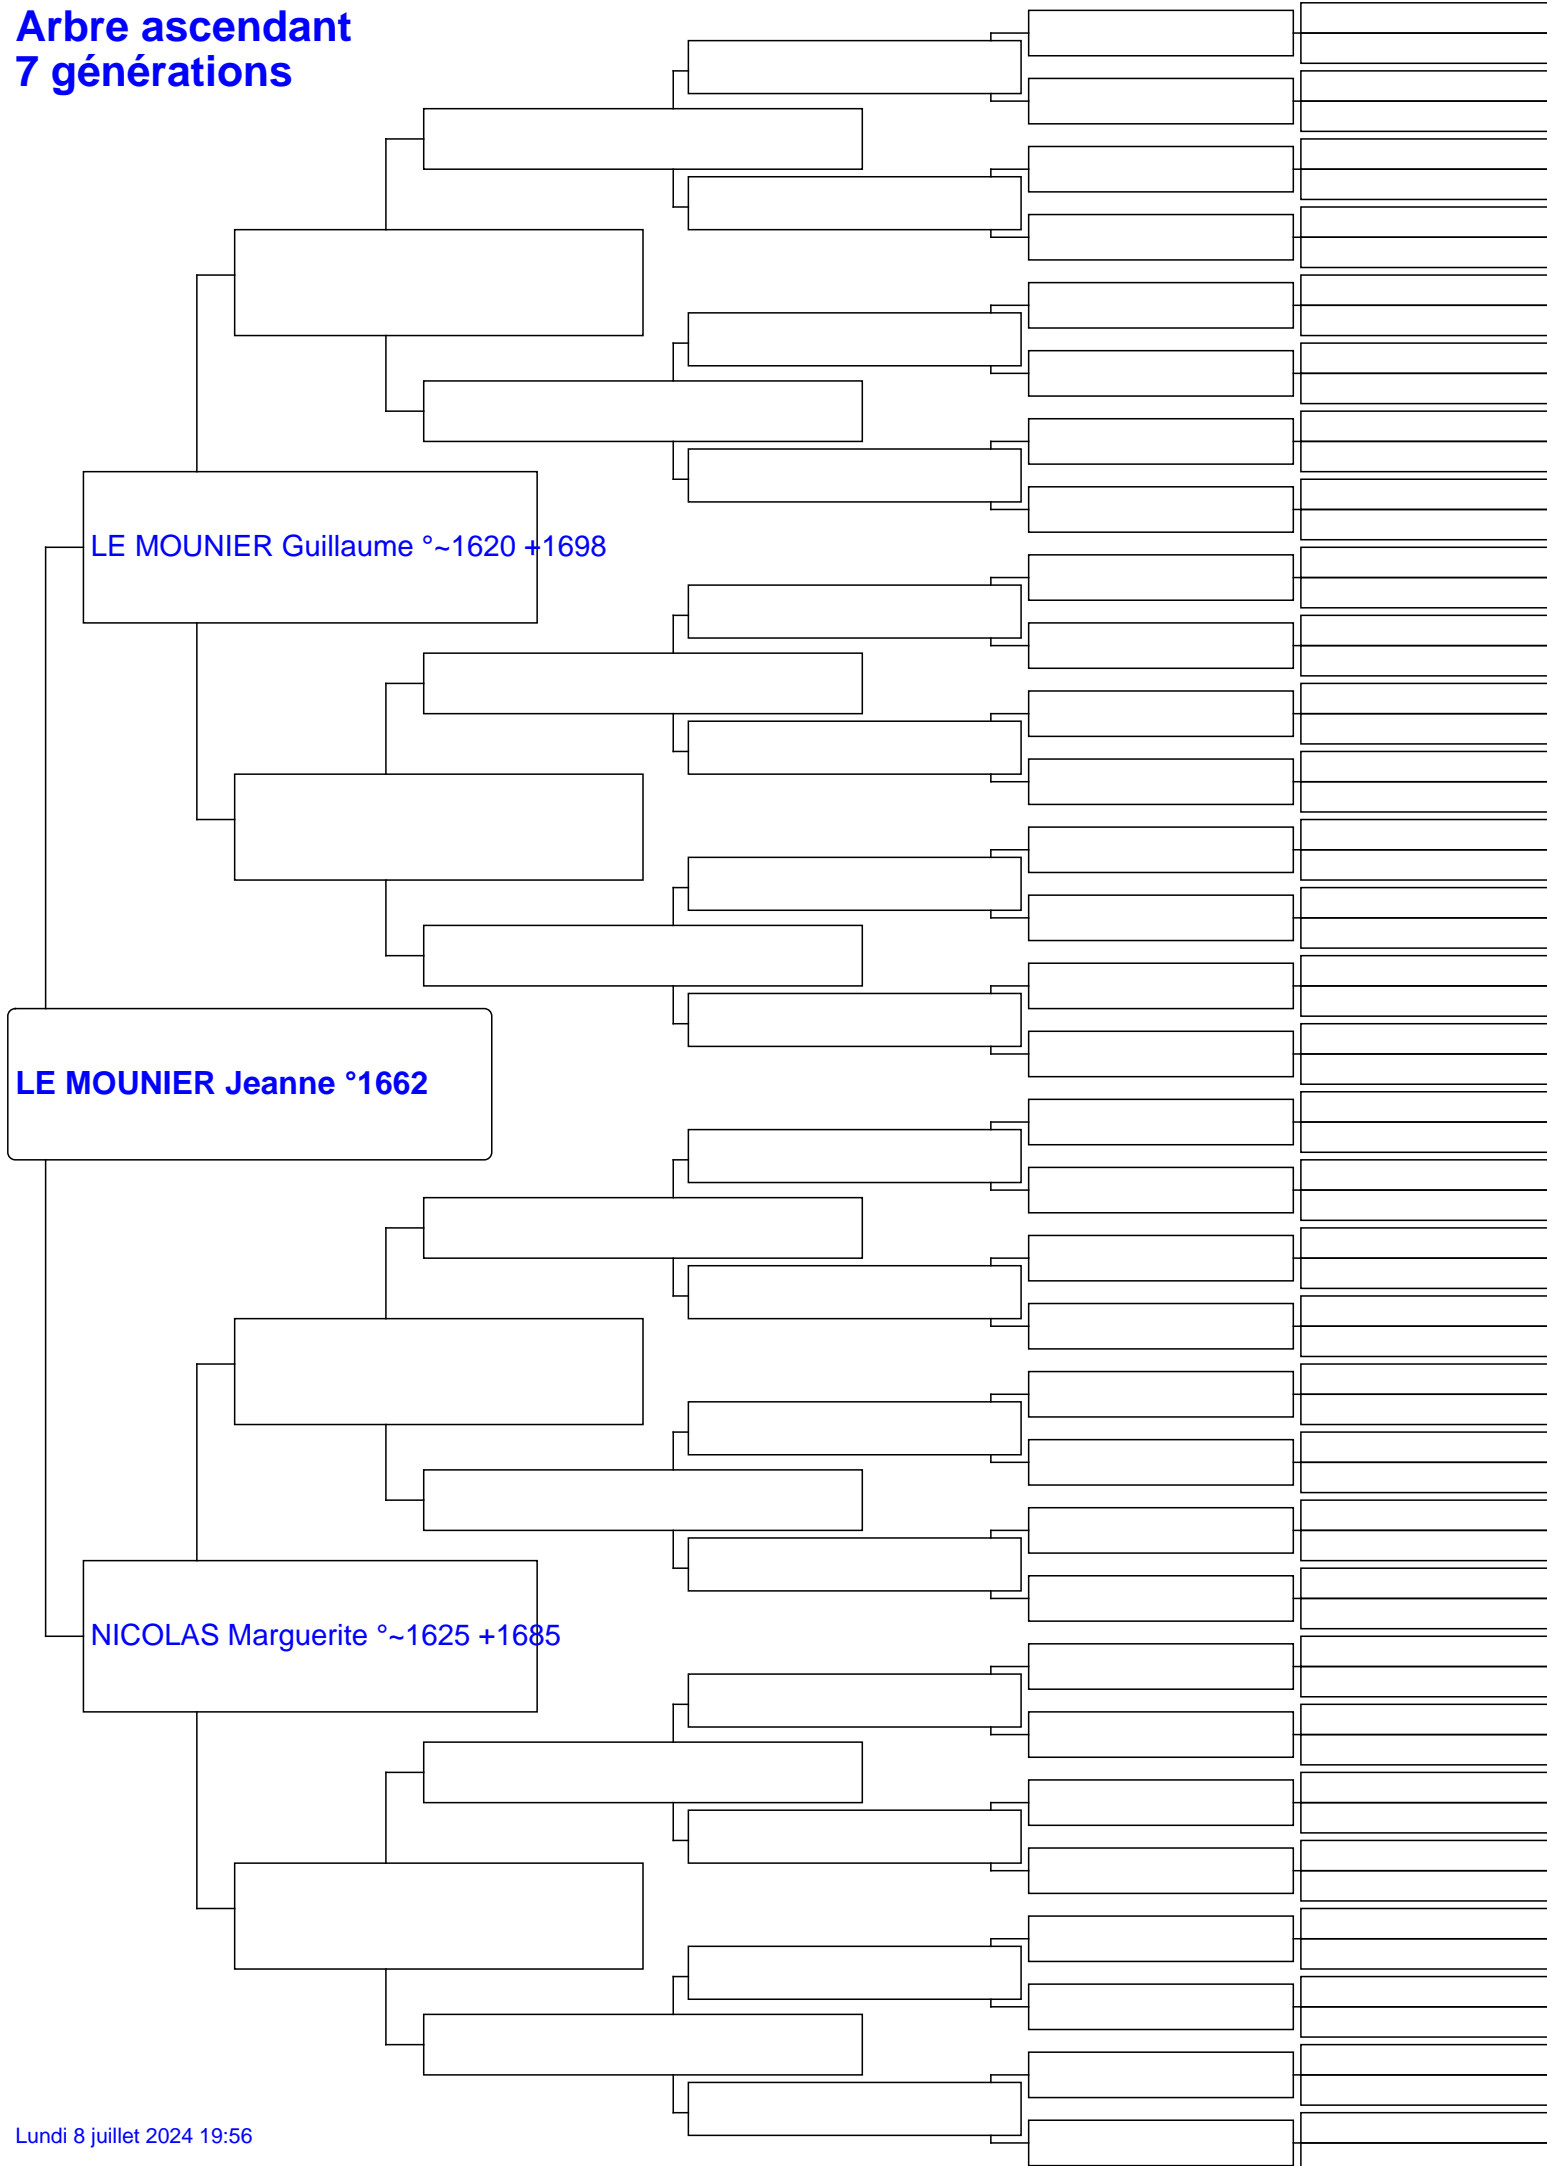 Arbre ascendant
7 générations
LE MOUNIER Guillaume °~1620 +1698
LE MOUNIER Jeanne °1662
NICOLAS Marguerite °~1625 +1685
Lundi 8 juillet 2024 19:56